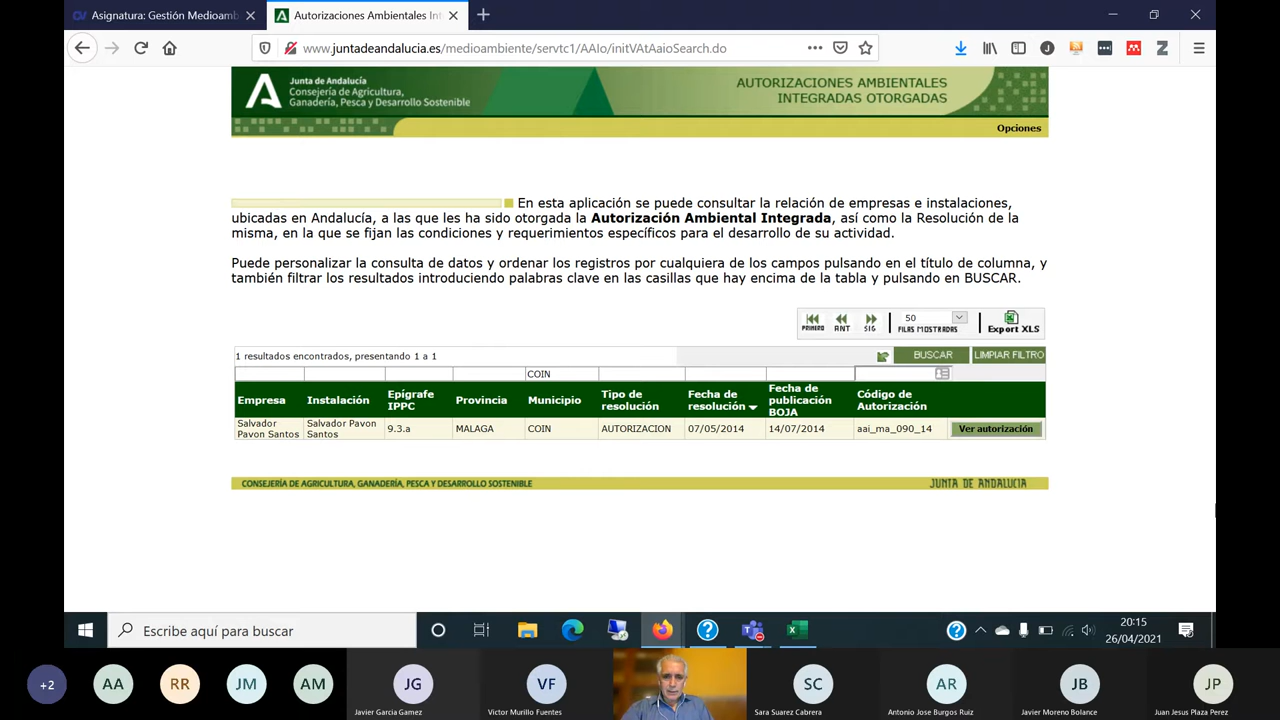 Asignatura: Gestión Medioamb
Autorizaciones Ambientales Int
www.juntadeandalucia.es/medioambiente/servtc1/AAIo/initVAtAaioSearch.do
Junta de Andalucía
Consejería de Agricultura,
Ganadería, Pesca y Desarrollo Sostenible
AUTORIZACIONES AMBIENTALES
INTEGRADAS OTORGADAS
Opciones
En esta aplicación se puede consultar la relación de empresas e instalaciones,
ubicadas en Andalucía, a las que les ha sido otorgada la Autorización Ambiental Integrada, así como la Resolución de la
misma, en la que se fijan las condiciones y requerimientos específicos para el desarrollo de su actividad.
Puede personalizar la consulta de datos y ordenar los registros por cualquiera de los campos pulsando en el título de columna, y
también filtrar los resultados introduciendo palabras clave en las casillas que hay encima de la tabla y pulsando en BUSCAR.
PRIMERO ANT SIG 50 FILAS MOSTRADAS Export XLS
1 resultados encontrados, presentando 1 a 1 BUSCAR LIMPIAR FILTRO
COIN
Empresa Instalación Epígrafe IPPC Provincia Municipio Tipo de resolución Fecha de resolución Fecha de publicación BOJA Código de Autorización
Salvador Pavon Santos Salvador Pavon Santos 9.3.a MALAGA COIN AUTORIZACION 07/05/2014 14/07/2014 aai_ma_090_14 Ver autorización
CONSEJERÍA DE AGRICULTURA, GANADERÍA, PESCA Y DESARROLLO SOSTENIBLE JUNTA DE ANDALUCIA
Escribe aquí para buscar
20:15
26/04/2021
+2 AA RR JM AM JG VF SC AR JB JP
Javier Garcia Gamez Victor Murillo Fuentes Sara Suarez Cabrera Antonio Jose Burgos Ruiz Javier Moreno Bolance Juan Jesus Plaza Perez